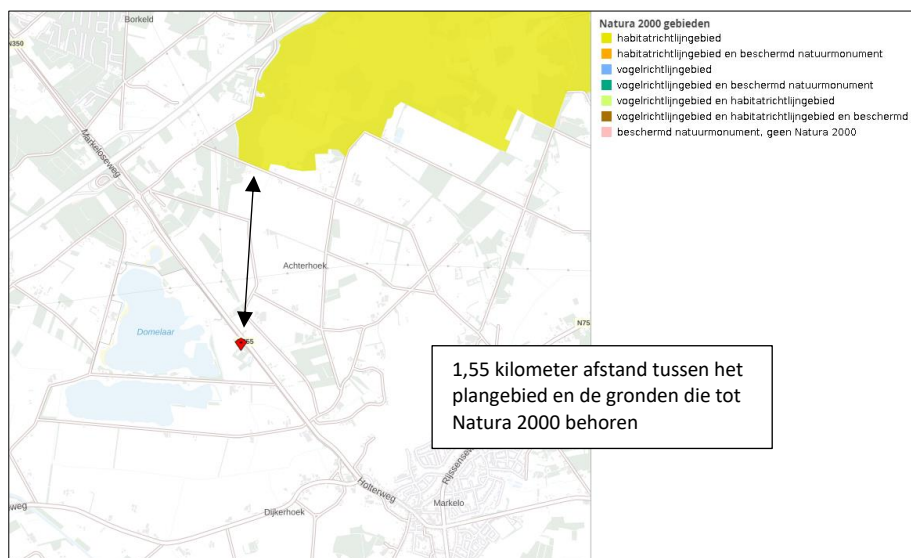 Borkeld
N350
Markeloseweg
Achterhoek
Domelaar
N75
Rijssensew
Holterweg
Markelo
Dijkerhoek
weg
Natura 2000 gebieden
habitatrichtlijngebied
habitatrichtlijngebied en beschermd natuurmonument
vogelrichtlijngebied
vogelrichtlijngebied en beschermd natuurmonument
vogelrichtlijngebied en habitatrichtlijngebied
vogelrichtlijngebied en habitatrichtlijngebied en beschermd
beschermd natuurmonument, geen Natura 2000
1,55 kilometer afstand tussen het
plangebied en de gronden die tot
Natura 2000 behoren